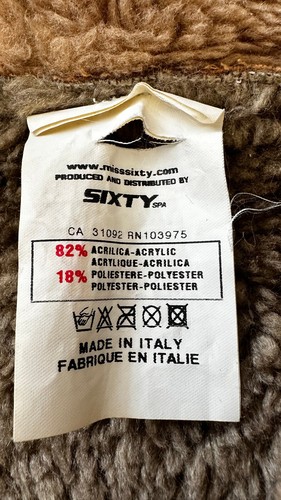 www.misssixty.com
PRODUCED AND DISTRIBUTED BY
SIXTY SPA
CA 31092 RN103975
82% ACRILICA-ACRYLIC
ACRYLIQUE-ACRILICA
18% POLIESTERE-POLYESTER
POLYESTER-POLIESTER
MADE IN ITALY
FABRIQUE EN ITALIE